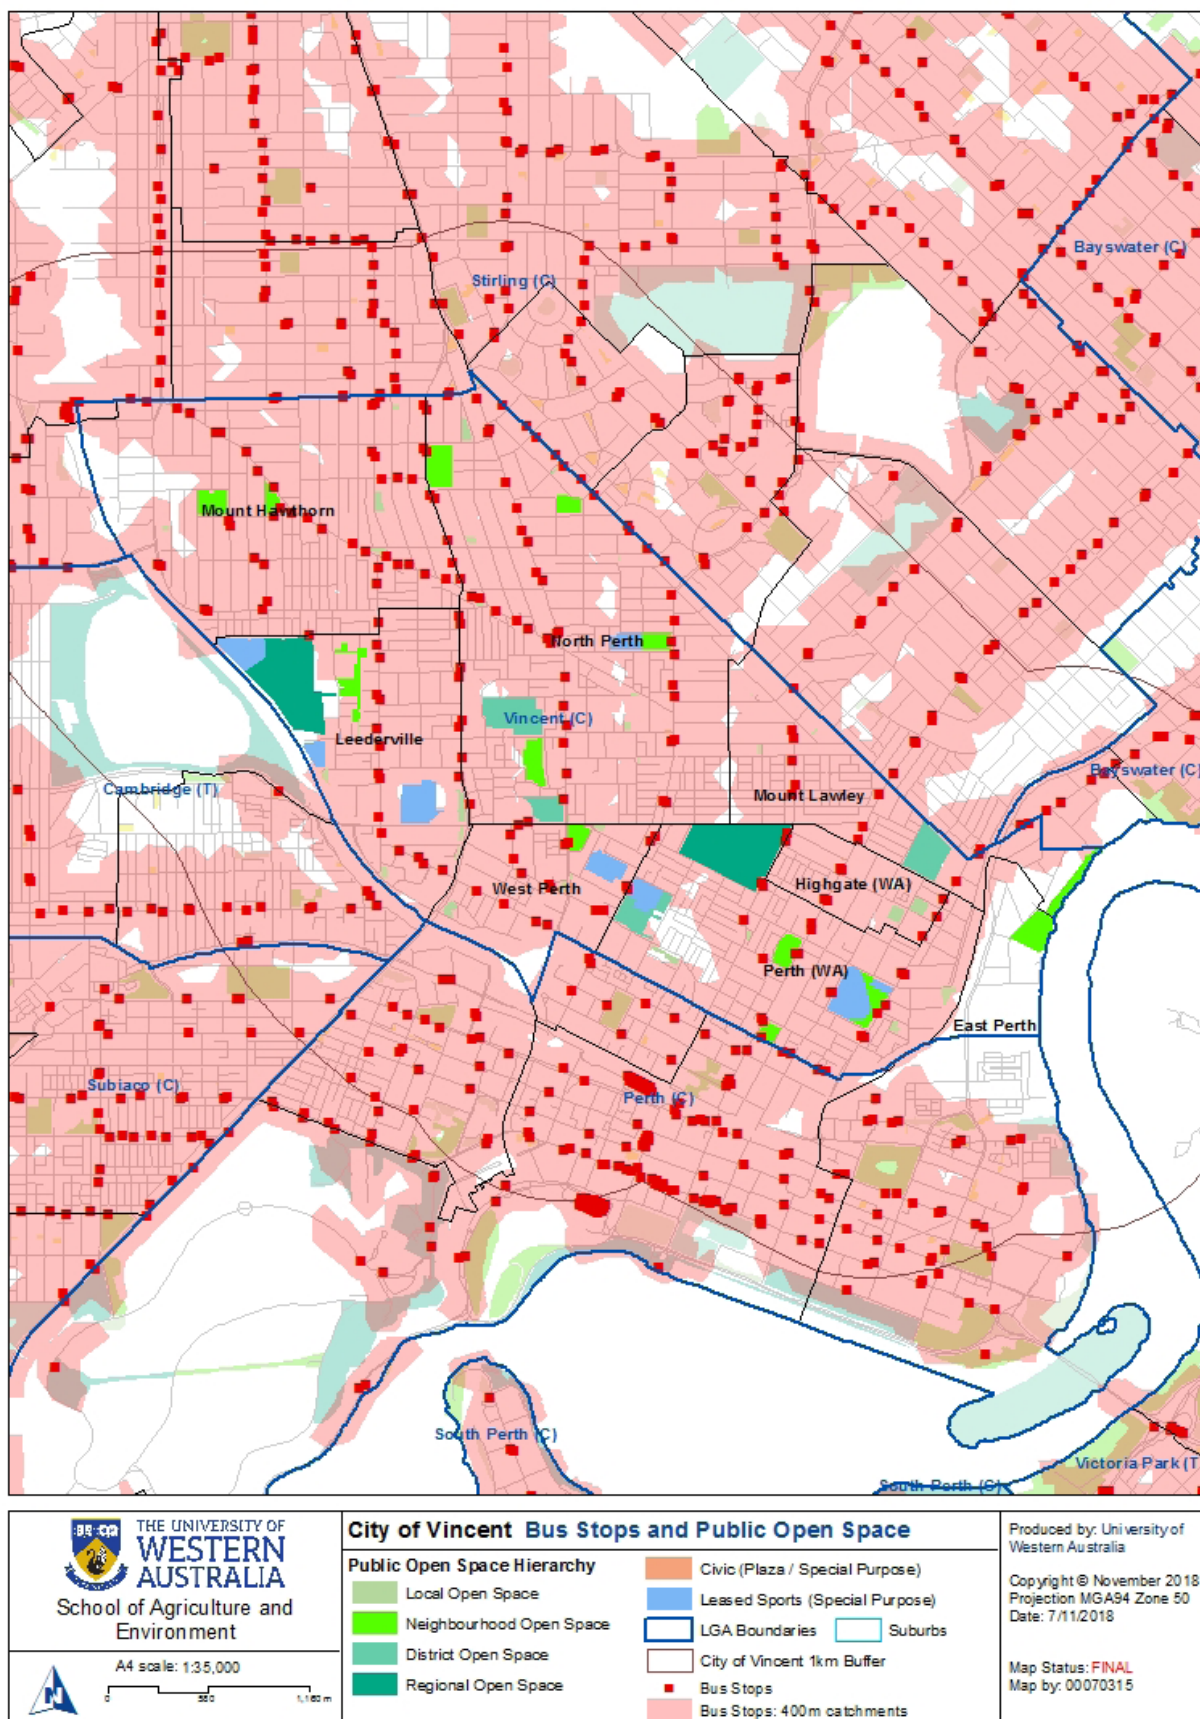 Bayswater (C)
Stirling (C)
Mount Hawthorn
North Perth
Vincent (C)
Leederville
Bayswater (C)
Cambridge (T)
Mount Lawley
West Perth
Highgate (WA)
Perth (WA)
East Perth
Subiaco (C)
Perth (C)
South Perth (C)
Victoria Park (T
South Perth (C)
THE UNIVERSITY OF
WESTERN
AUSTRALIA
School of Agriculture and
Environment
A4 scale: 1:35,000
N
0 550 1,100 m
City of Vincent Bus Stops and Public Open Space
Public Open Space Hierarchy
Local Open Space
Neighbourhood Open Space
District Open Space
Regional Open Space
Civic (Plaza / Special Purpose)
Leased Sports (Special Purpose)
LGA Boundaries
Suburbs
City of Vincent 1km Buffer
Bus Stops
Bus Stops: 400m catchments
Produced by: University of
Western Australia
Copyright © November 2018
Projection MGA94 Zone 50
Date: 7/11/2018
Map Status: FINAL
Map by: 00070315